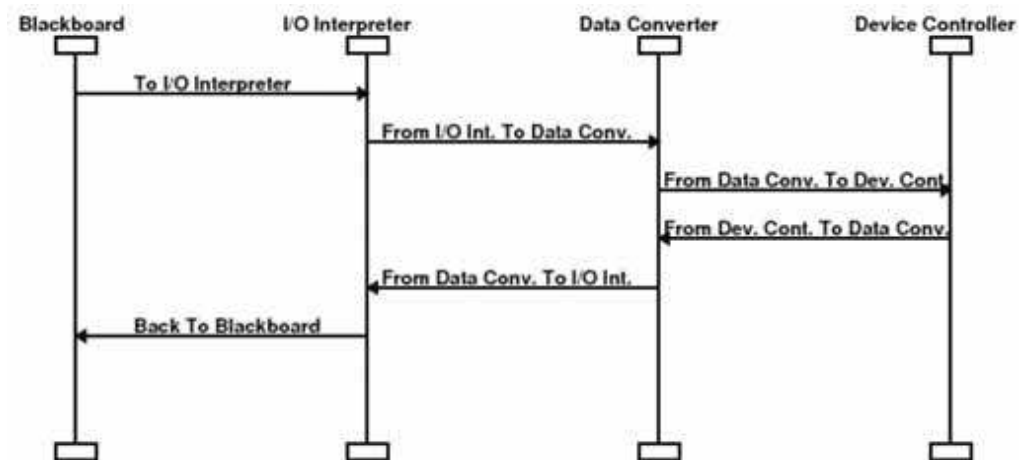 Blackboard
I/O Interpreter
Data Converter
Device Controller
To I/O Interpreter
From I/O Int. To Data Conv.
From Data Conv. To Dev. Cont
From Dev. Cont. To Data Conv.
From Data Conv. To I/O Int.
Back To Blackboard